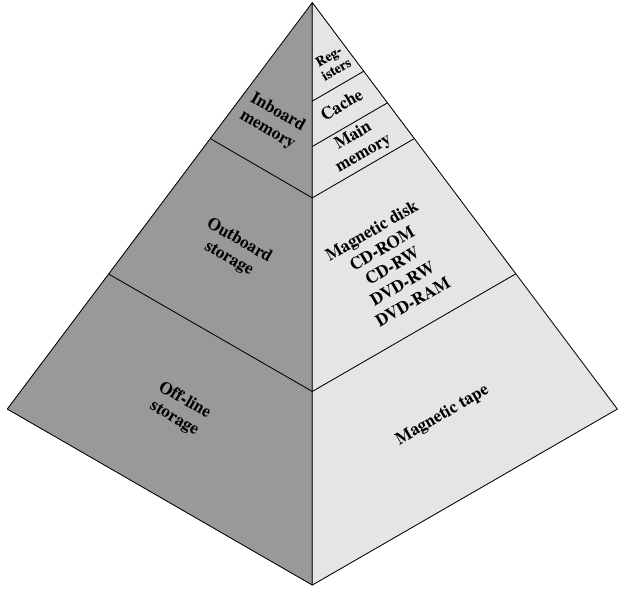 Reg-
isters
Cache
Main
memory
Inboard
memory
Magnetic disk
CD-ROM
CD-RW
DVD-RW
DVD-RAM
Outboard
storage
Magnetic tape
Off-line
storage